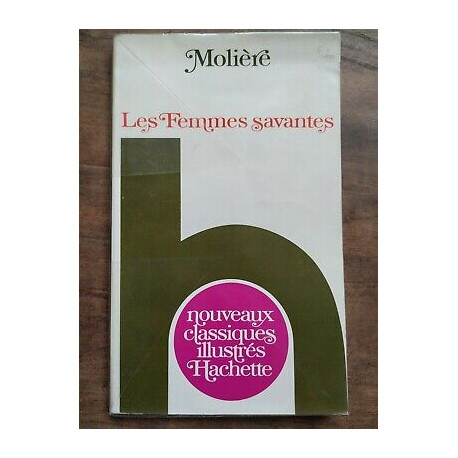 Molière
Les Femmes savantes
h
nouveaux
classiques
illustrés
Hachette